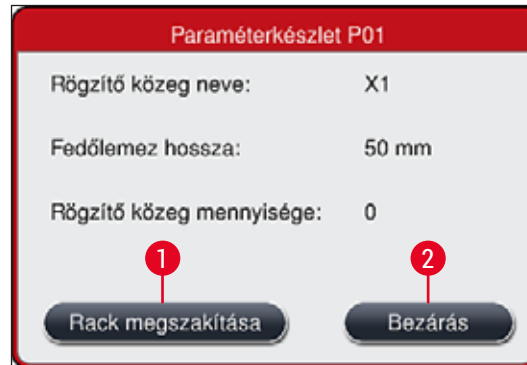 Paraméterkészlet P01
Rögzítő közeg neve: X1
Fedőlemez hossza: 50 mm
Rögzítő közeg mennyisége: 0
1 2
Rack megszakítása Bezárás